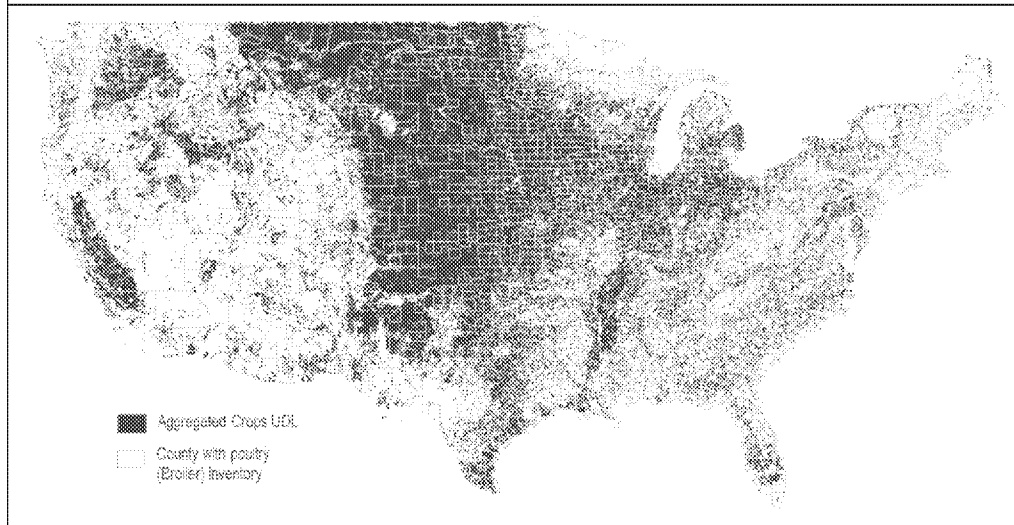 Aggregated Crops UDL
County with poultry
(Broiler) Inventory